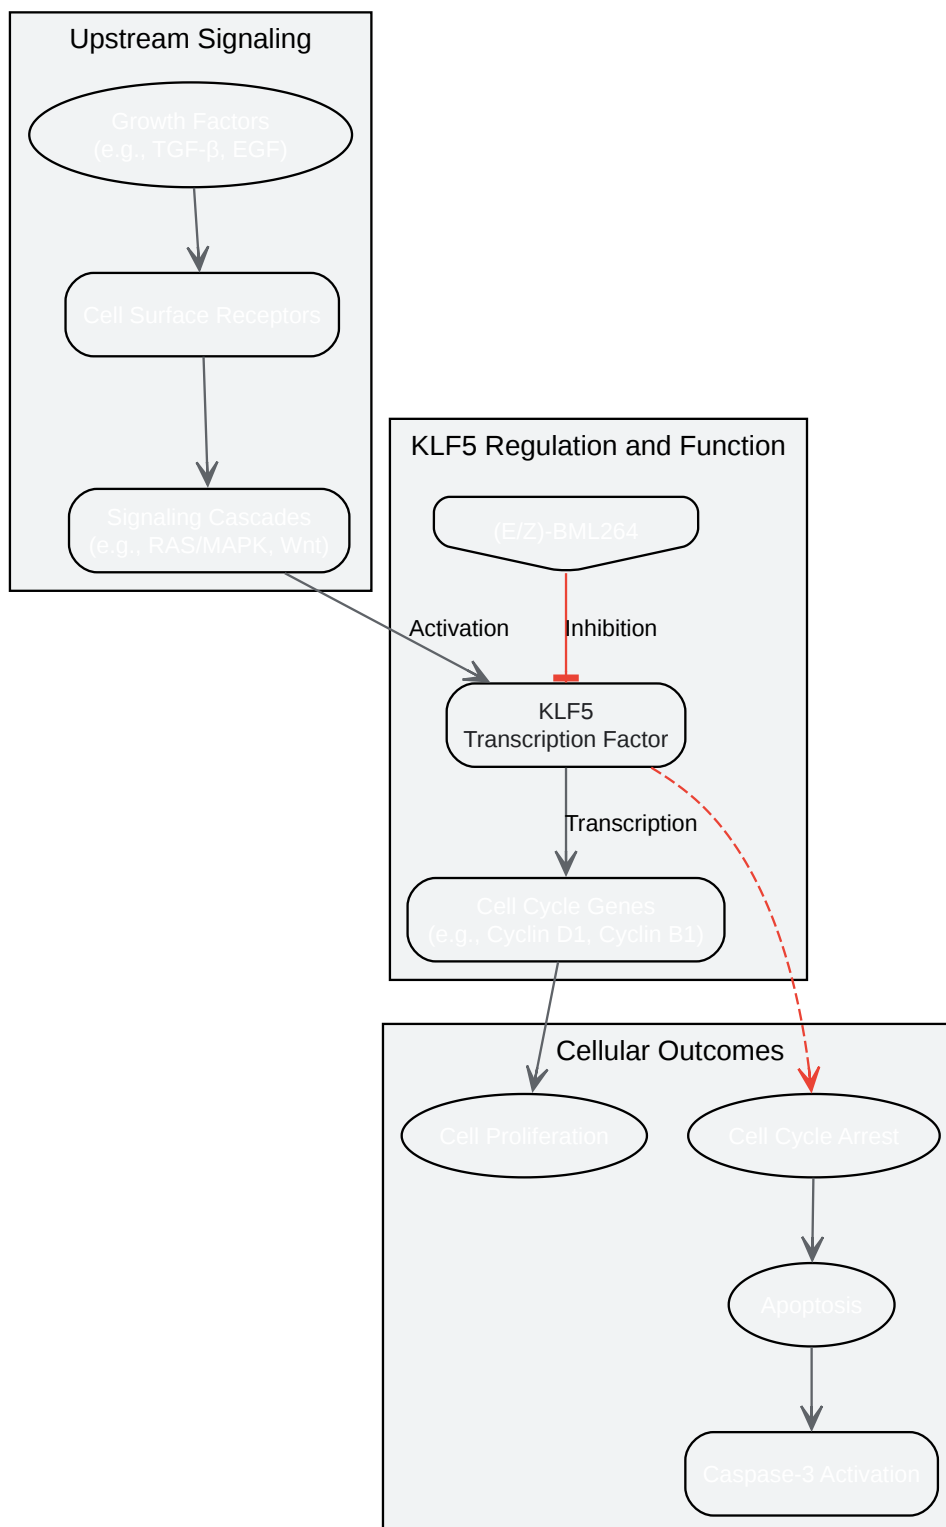 Upstream Signaling
Growth Factors
(e.g., TGF-β, EGF)
Cell Surface Receptors
Signaling Cascades
(e.g., RAS/MAPK, Wnt)
KLF5 Regulation and Function
(E/Z)-BML264
Activation
Inhibition
KLF5
Transcription Factor
Transcription
Cell Cycle Genes
(e.g., Cyclin D1, Cyclin B1)
Cellular Outcomes
Cell Proliferation
Cell Cycle Arrest
Apoptosis
Caspase-3 Activation